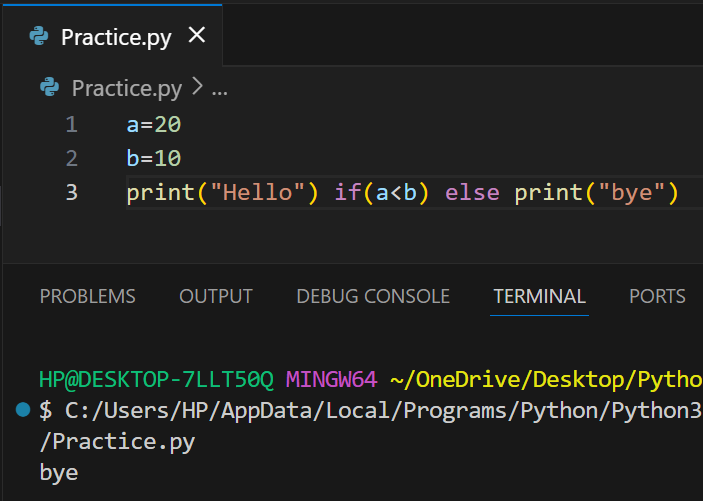 Practice.py ×
Practice.py > ...
1 a=20
2 b=10
3 print("Hello") if(a<b) else print("bye")
PROBLEMS OUTPUT DEBUG CONSOLE TERMINAL PORTS
HP@DESKTOP-7LLT50Q MINGW64 ~/OneDrive/Desktop/Pytho
$ C:/Users/HP/AppData/Local/Programs/Python/Python3
/Practice.py
bye